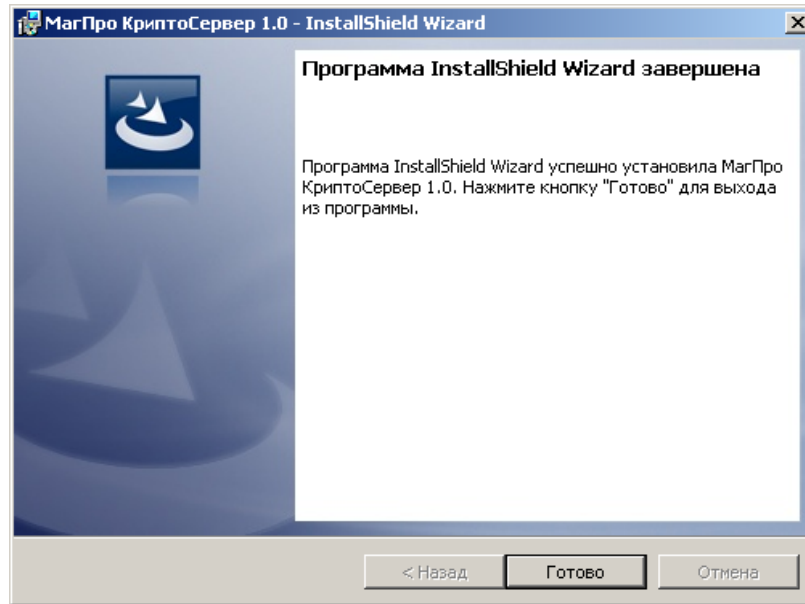 МагПро КриптоСервер 1.0 - InstallShield Wizard
Программа InstallShield Wizard завершена
Программа InstallShield Wizard успешно установила МагПро
КриптоСервер 1.0. Нажмите кнопку "Готово" для выхода
из программы.
< Назад
Готово
Отмена